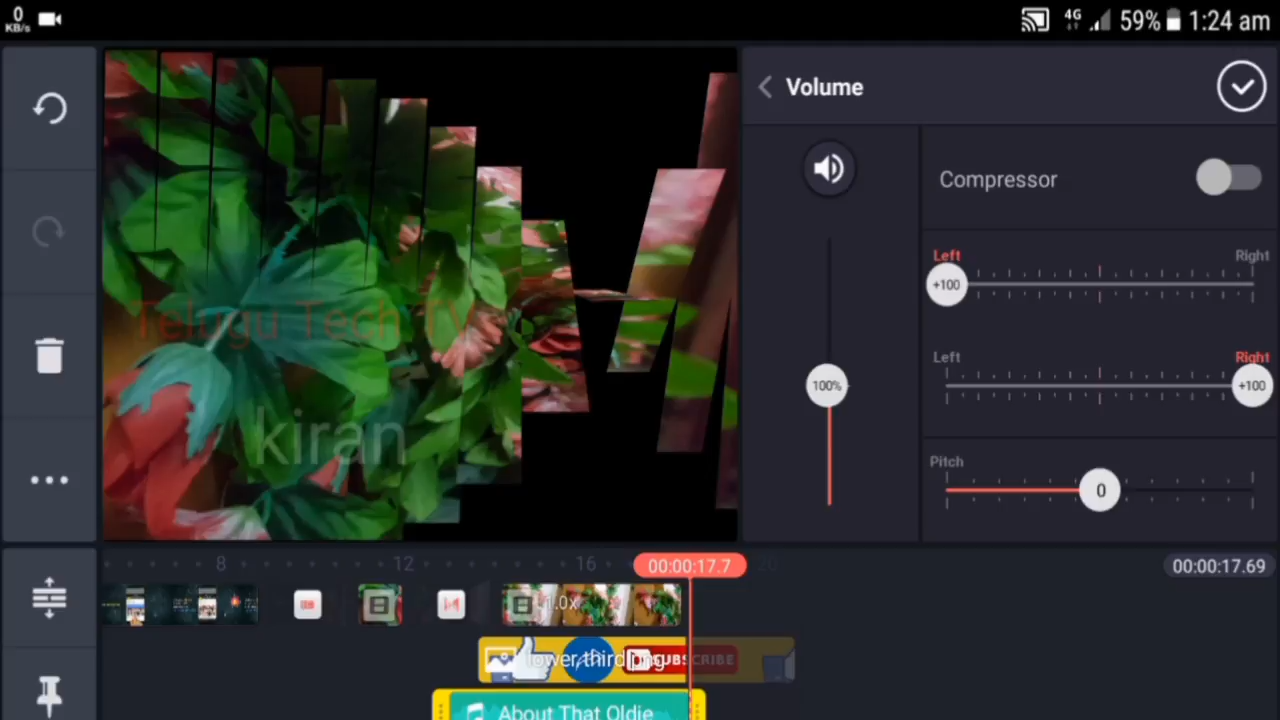 0
KB/s
4G
59%
1:24 am
Volume
Compressor
Left
Right
+100
Left
Right
+100
100%
Pitch
0
Telugu Tech TV
kiran
8
12
16
00:00:17.7
20
00:00:17.69
1.0x
lower third.png
SUBSCRIBE
About That Oldie